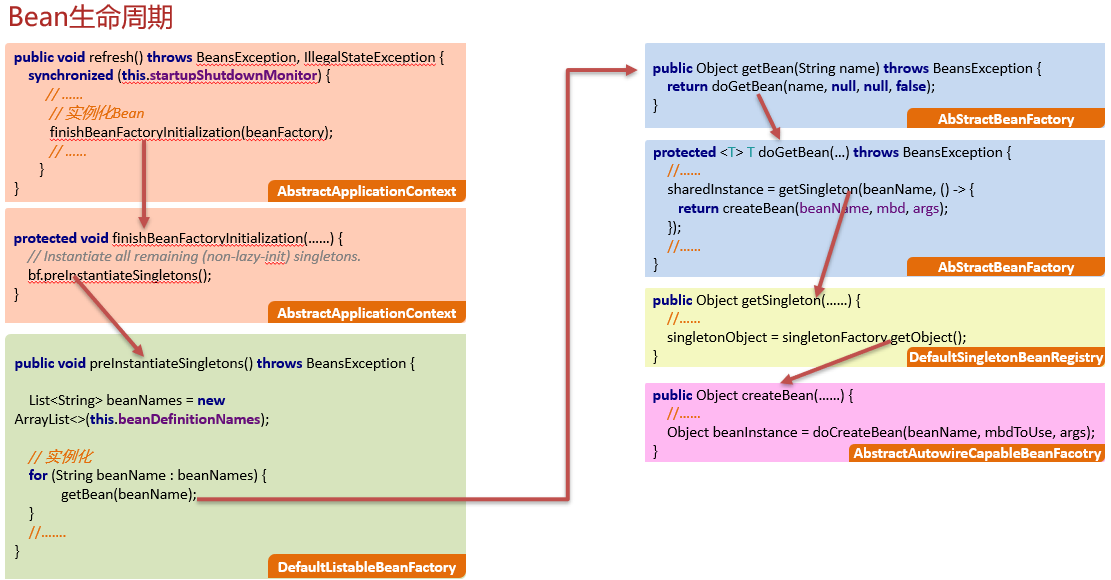 Bean生命周期
public void refresh() throws BeansException, IllegalStateException {
synchronized (this.startupShutdownMonitor) {
// ......
// 实例化Bean
finishBeanFactoryInitialization(beanFactory);
// ......
}
}
AbstractApplicationContext
protected void finishBeanFactoryInitialization(......) {
// Instantiate all remaining (non-lazy-init) singletons.
bf.preInstantiateSingletons();
}
AbstractApplicationContext
public void preInstantiateSingletons() throws BeansException {
List<String> beanNames = new
ArrayList<>(this.beanDefinitionNames);
// 实例化
for (String beanName : beanNames) {
getBean(beanName);
}
//.......
}
DefaultListableBeanFactory
public Object getBean(String name) throws BeansException {
return doGetBean(name, null, null, false);
}
AbStractBeanFactory
protected <T> T doGetBean(...) throws BeansException {
//......
sharedInstance = getSingleton(beanName, () -> {
return createBean(beanName, mbd, args);
});
//......
}
AbStractBeanFactory
public Object getSingleton(......) {
//......
singletonObject = singletonFactory.getObject();
}
DefaultSingletonBeanRegistry
public Object createBean(......) {
//......
Object beanInstance = doCreateBean(beanName, mbdToUse, args);
}
AbstractAutowireCapableBeanFacotry